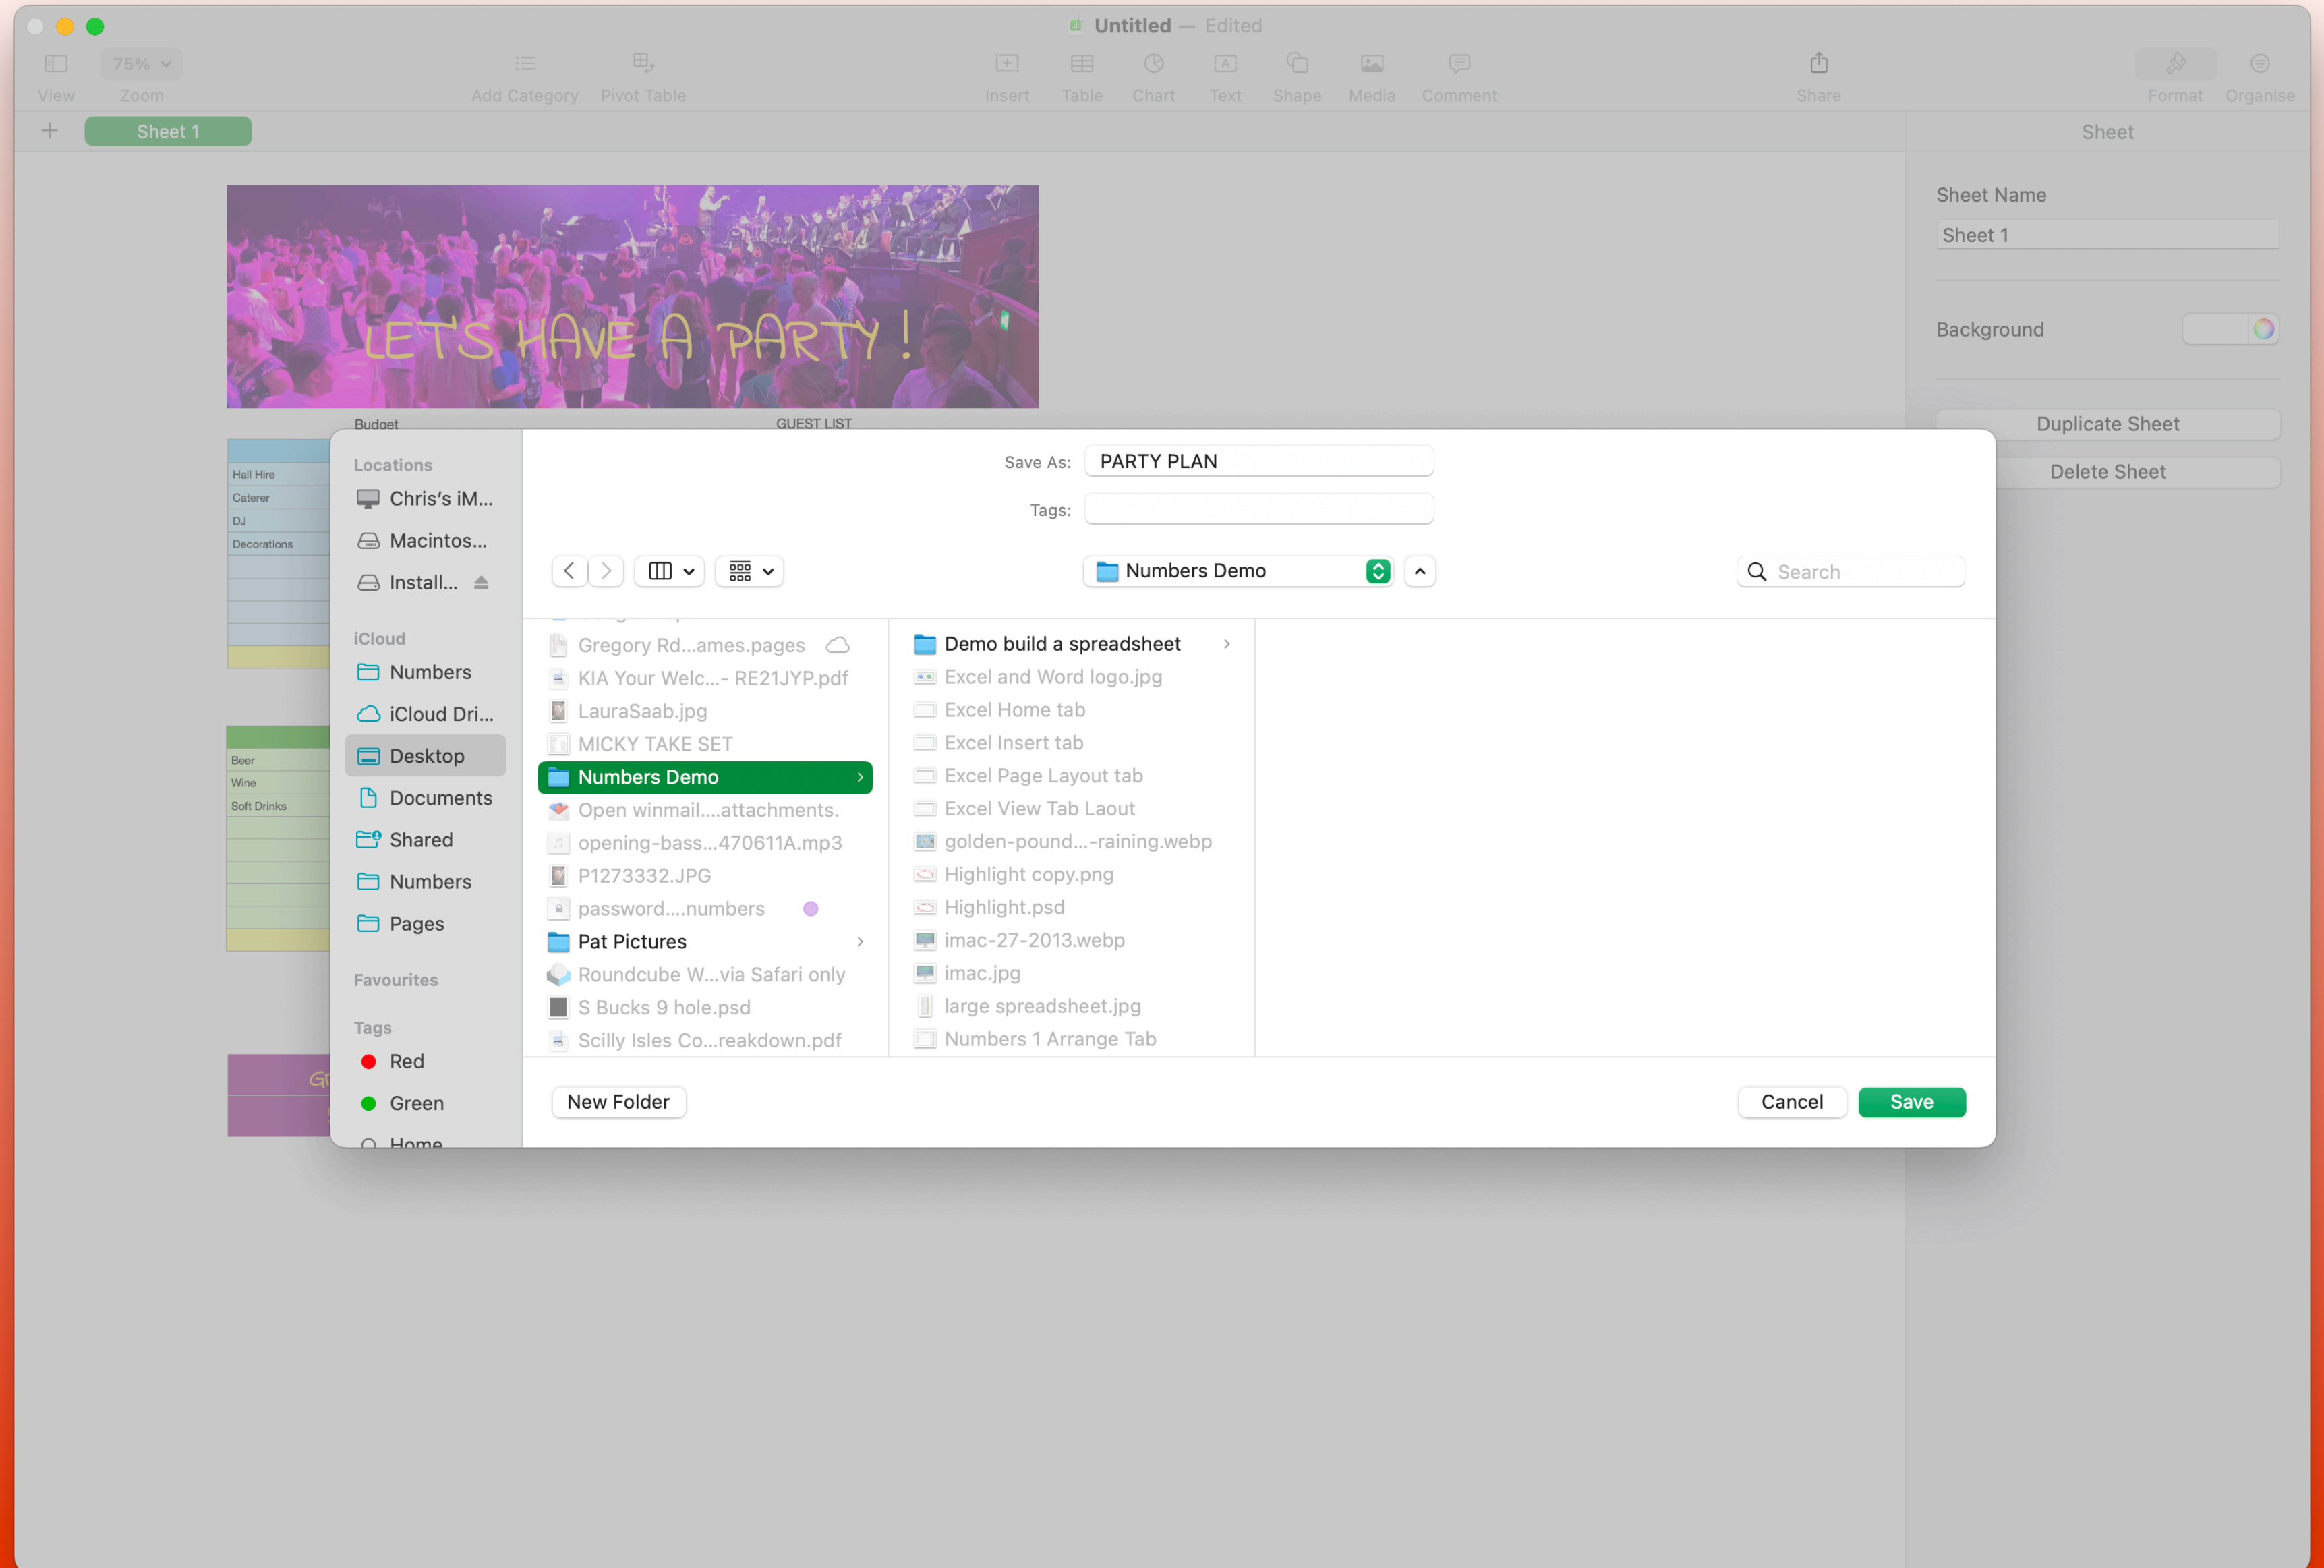 Untitled — Edited
75%
View Zoom Add Category Pivot Table Insert Table Chart Text Shape Media Comment Share Format Organise
Sheet 1
Sheet
Sheet Name
Sheet 1
Background
Duplicate Sheet
Delete Sheet
LET'S HAVE A PARTY!
Budget
GUEST LIST
Hall Hire
Caterer
DJ
Decorations
Beer
Wine
Soft Drinks
Locations
Chris's iM...
Macintos...
Install...
iCloud
Numbers
iCloud Dri...
Desktop
Documents
Shared
Numbers
Pages
Favourites
Tags
Red
Green
Home
Save As: PARTY PLAN
Tags:
Numbers Demo
Search
Gregory Rd...ames.pages
KIA Your Welc...- RE21JYP.pdf
LauraSaab.jpg
MICKY TAKE SET
Numbers Demo
Open winmail....attachments.
opening-bass...470611A.mp3
P1273332.JPG
password....numbers
Pat Pictures
Roundcube W...via Safari only
S Bucks 9 hole.psd
Scilly Isles Co...reakdown.pdf
Demo build a spreadsheet
Excel and Word logo.jpg
Excel Home tab
Excel Insert tab
Excel Page Layout tab
Excel View Tab Laout
golden-pound...-raining.webp
Highlight copy.png
Highlight.psd
imac-27-2013.webp
imac.jpg
large spreadsheet.jpg
Numbers 1 Arrange Tab
New Folder
Cancel
Save